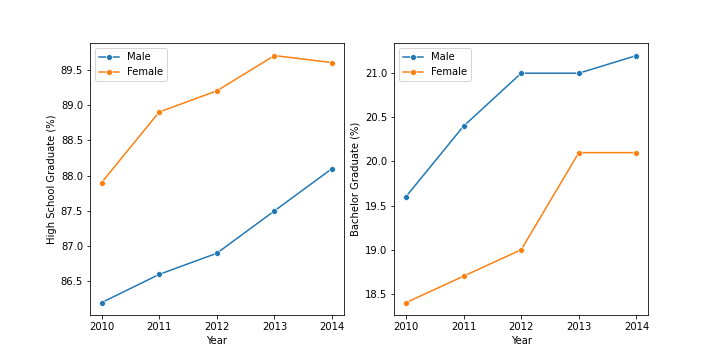 Male
Female
High School Graduate (%)
89.5
89.0
88.5
88.0
87.5
87.0
86.5
2010 2011 2012 2013 2014
Year
Male
Female
Bachelor Graduate (%)
21.0
20.5
20.0
19.5
19.0
18.5
2010 2011 2012 2013 2014
Year